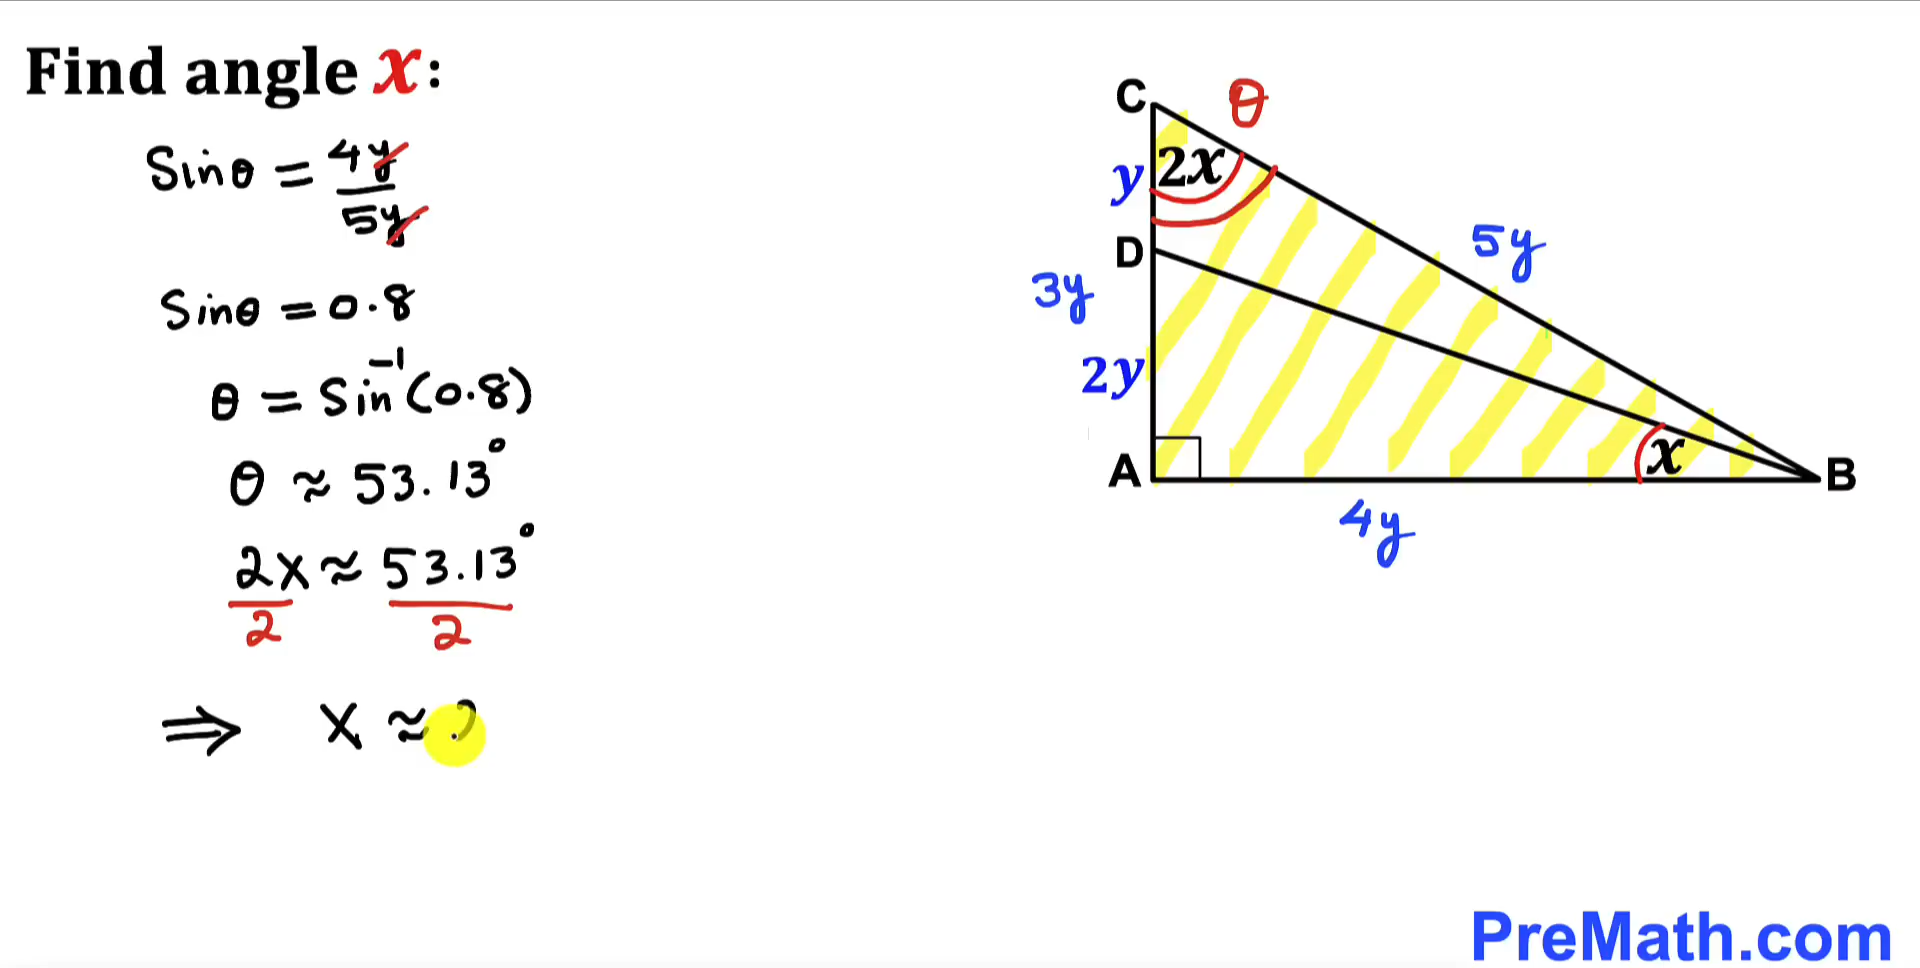 Find angle x:
Sinθ = 4y/5y
Sinθ = 0.8
θ = Sin⁻¹(0.8)
θ ≈ 53.13°
2x/2 ≈ 53.13°/2
⇒ x ≈
C
θ
y
2x
D
3y
5y
2y
A
x
B
4y
PreMath.com